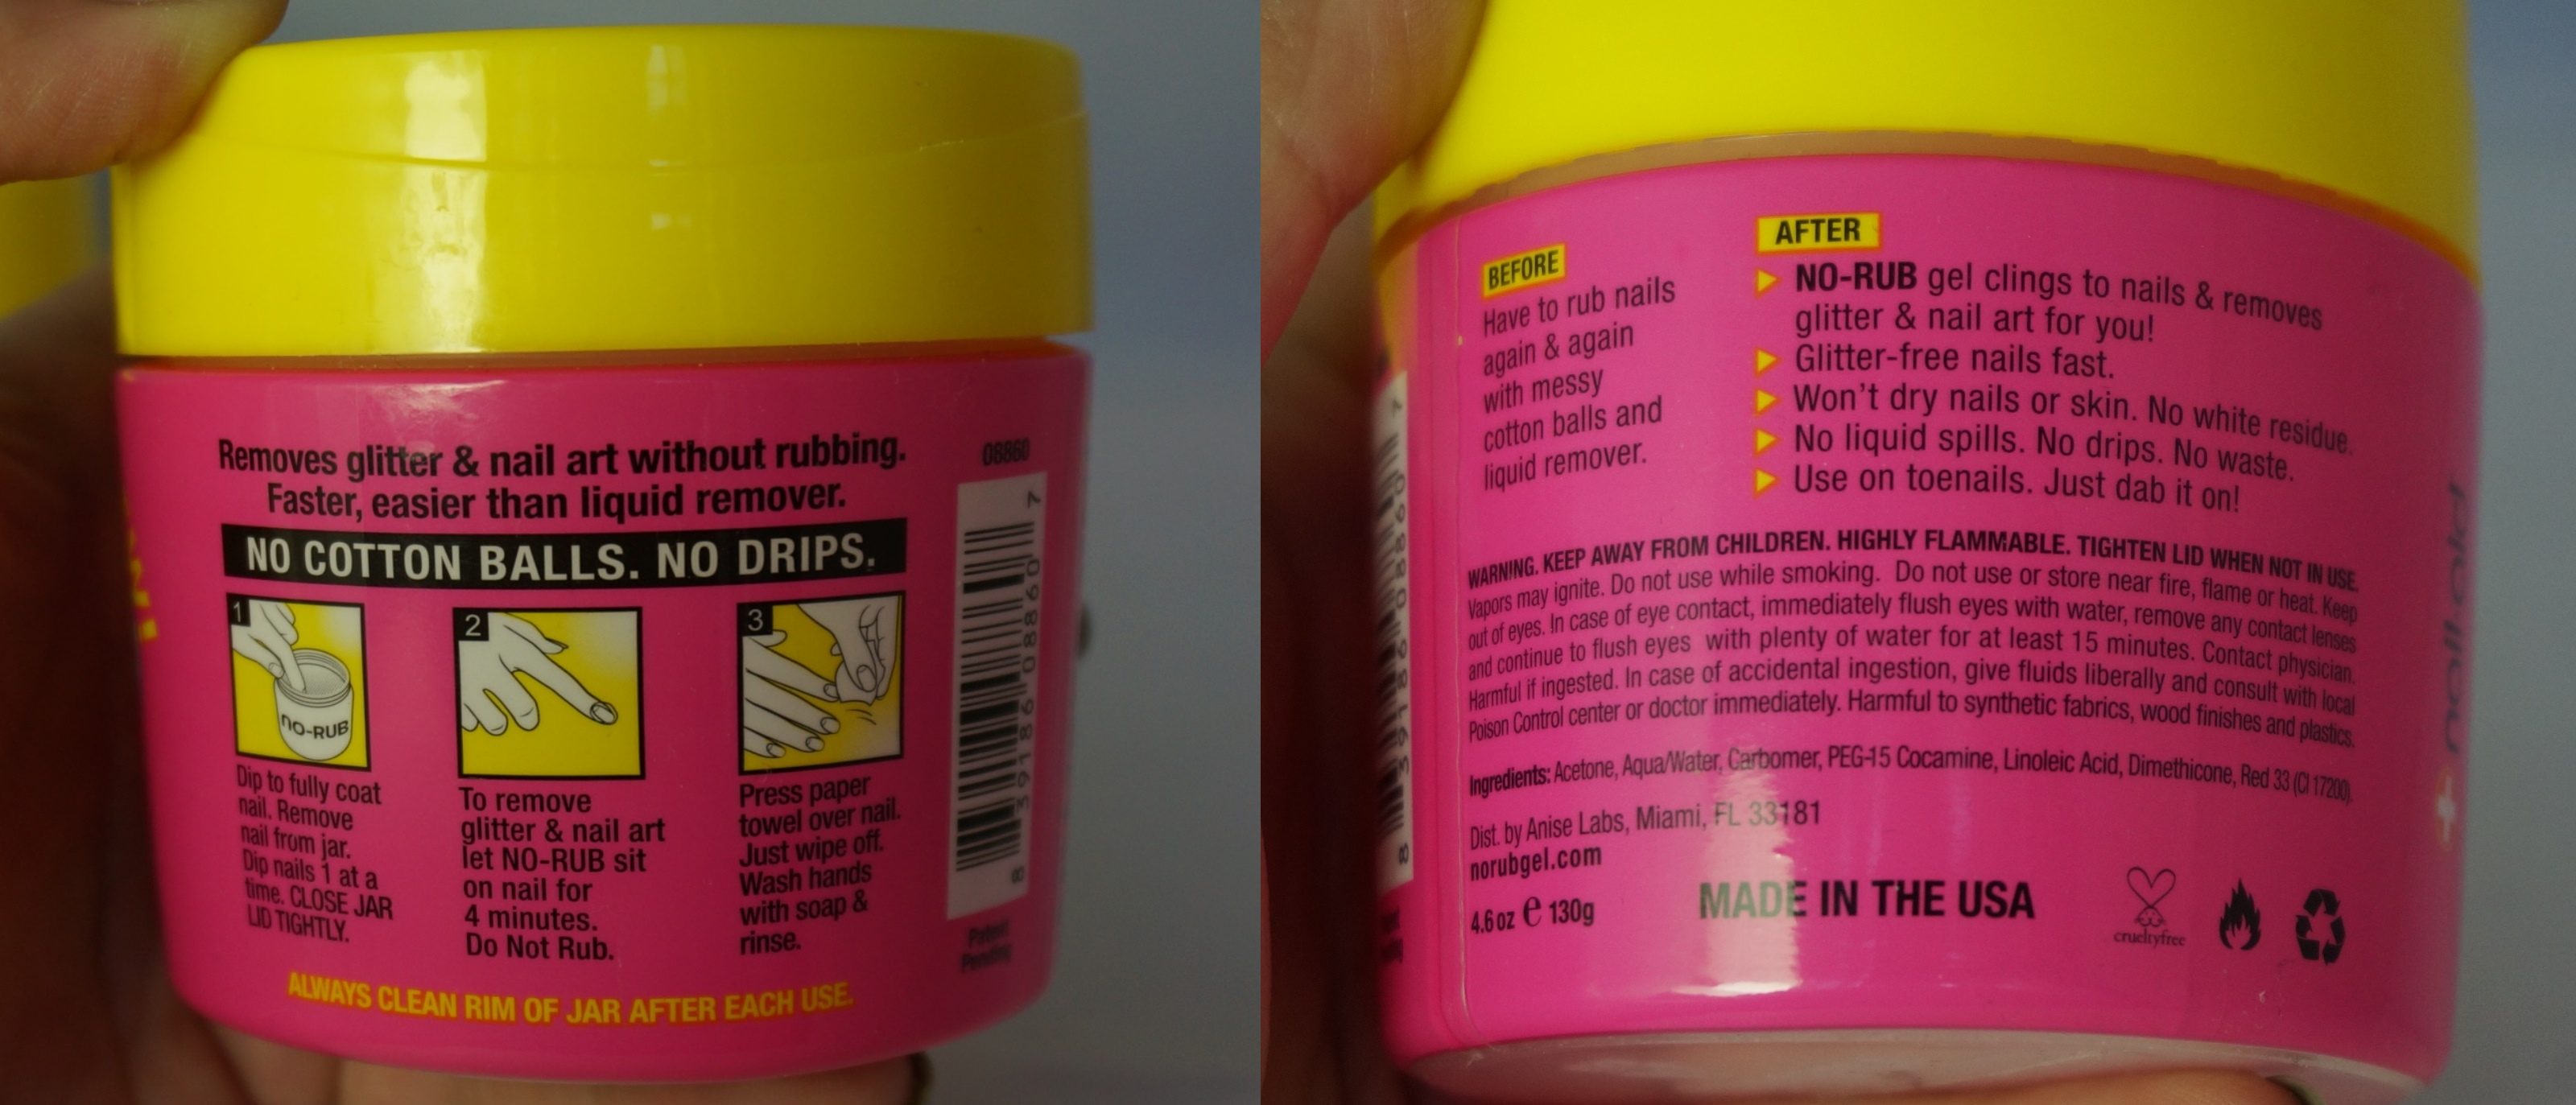 Removes glitter & nail art without rubbing.
Faster, easier than liquid remover.
NO COTTON BALLS. NO DRIPS.
1
NO-RUB
Dip to fully coat
nail. Remove
nail from jar.
Dip nails 1 at a
time. CLOSE JAR
LID TIGHTLY.
2
To remove
glitter & nail art
let NO-RUB sit
on nail for
4 minutes.
Do Not Rub.
3
Press paper
towel over nail.
Just wipe off.
Wash hands
with soap &
rinse.
ALWAYS CLEAN RIM OF JAR AFTER EACH USE.
08860
8 39186 08860 7
Patent
Pending
BEFORE
Have to rub nails
again & again
with messy
cotton balls and
liquid remover.
AFTER
NO-RUB gel clings to nails & removes
glitter & nail art for you!
Glitter-free nails fast.
Won't dry nails or skin. No white residue.
No liquid spills. No drips. No waste.
Use on toenails. Just dab it on!
WARNING. KEEP AWAY FROM CHILDREN. HIGHLY FLAMMABLE. TIGHTEN LID WHEN NOT IN USE.
Vapors may ignite. Do not use while smoking. Do not use or store near fire, flame or heat. Keep
out of eyes. In case of eye contact, immediately flush eyes with water, remove any contact lenses
and continue to flush eyes with plenty of water for at least 15 minutes. Contact physician.
Harmful if ingested. In case of accidental ingestion, give fluids liberally and consult with local
Poison Control center or doctor immediately. Harmful to synthetic fabrics, wood finishes and plastics.
Ingredients: Acetone, Aqua/Water, Carbomer, PEG-15 Cocamine, Linoleic Acid, Dimethicone, Red 33 (CI 17200).
Dist. by Anise Labs, Miami, FL 33181
norubgel.com
4.6 oz e 130g
MADE IN THE USA
crueltyfree
8 39186 08860 7